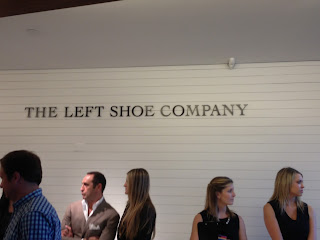 THE LEFT SHOE COMPANY